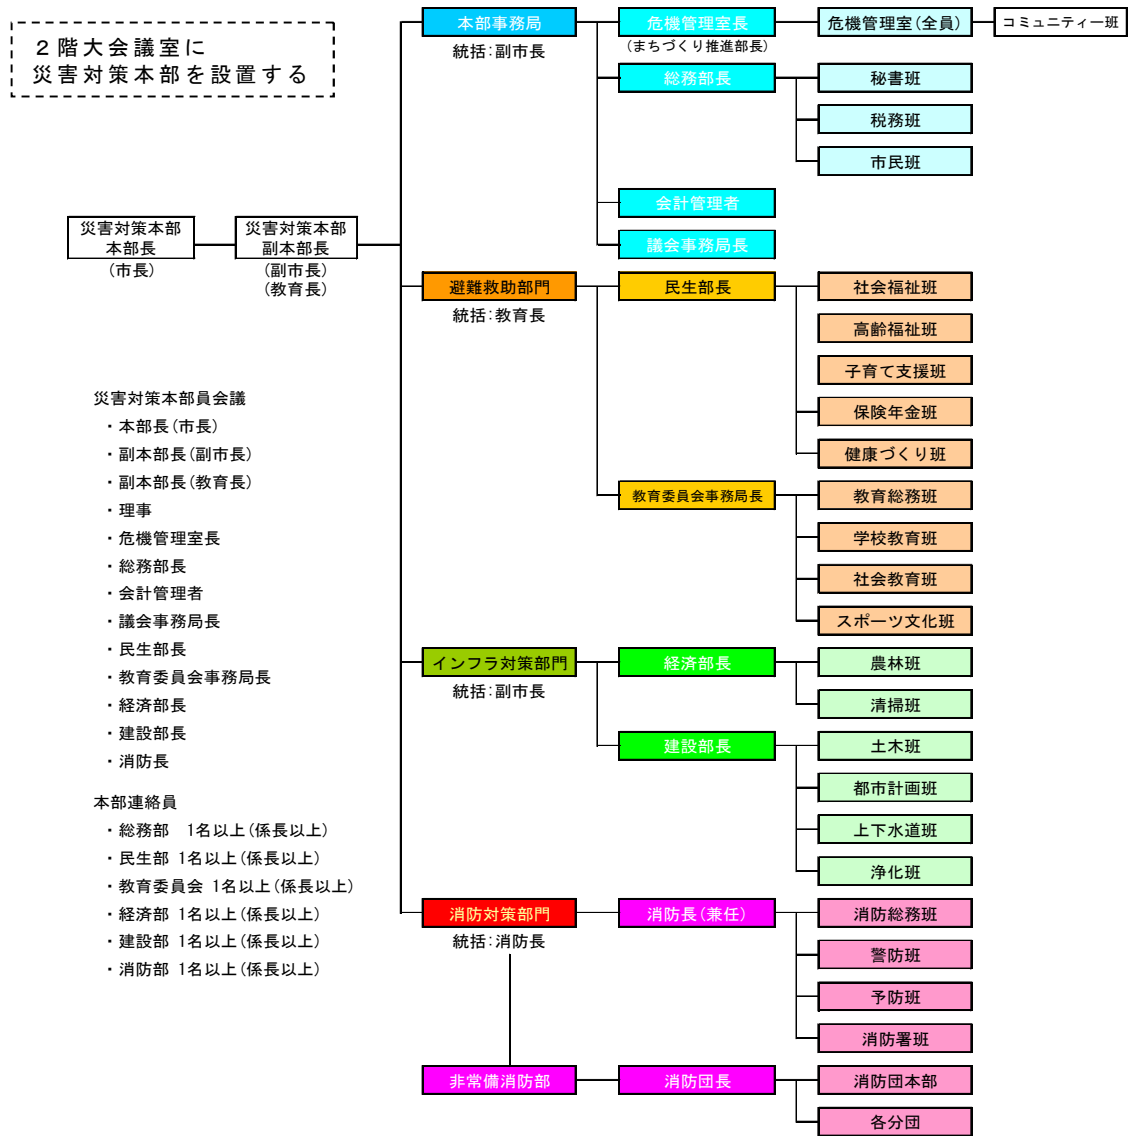 ２階大会議室に
災害対策本部を設置する
災害対策本部
本部長
(市長)
災害対策本部
副本部長
(副市長)
(教育長)
本部事務局
統括：副市長
危機管理室長
(まちづくり推進部長)
危機管理室(全員)
コミュニティー班
総務部長
秘書班
税務班
市民班
会計管理者
議会事務局長
避難救助部門
統括：教育長
民生部長
社会福祉班
高齢福祉班
子育て支援班
保険年金班
健康づくり班
教育委員会事務局長
教育総務班
学校教育班
社会教育班
スポーツ文化班
インフラ対策部門
統括：副市長
経済部長
農林班
清掃班
建設部長
土木班
都市計画班
上下水道班
浄化班
消防対策部門
統括：消防長
消防長(兼任)
消防総務班
警防班
予防班
消防署班
非常備消防部
消防団長
消防団本部
各分団
災害対策本部員会議
・本部長(市長)
・副本部長(副市長)
・副本部長(教育長)
・理事
・危機管理室長
・総務部長
・会計管理者
・議会事務局長
・民生部長
・教育委員会事務局長
・経済部長
・建設部長
・消防長
本部連絡員
・総務部　1名以上(係長以上)
・民生部 1名以上(係長以上)
・教育委員会 1名以上(係長以上)
・経済部 1名以上(係長以上)
・建設部 1名以上(係長以上)
・消防部 1名以上(係長以上)